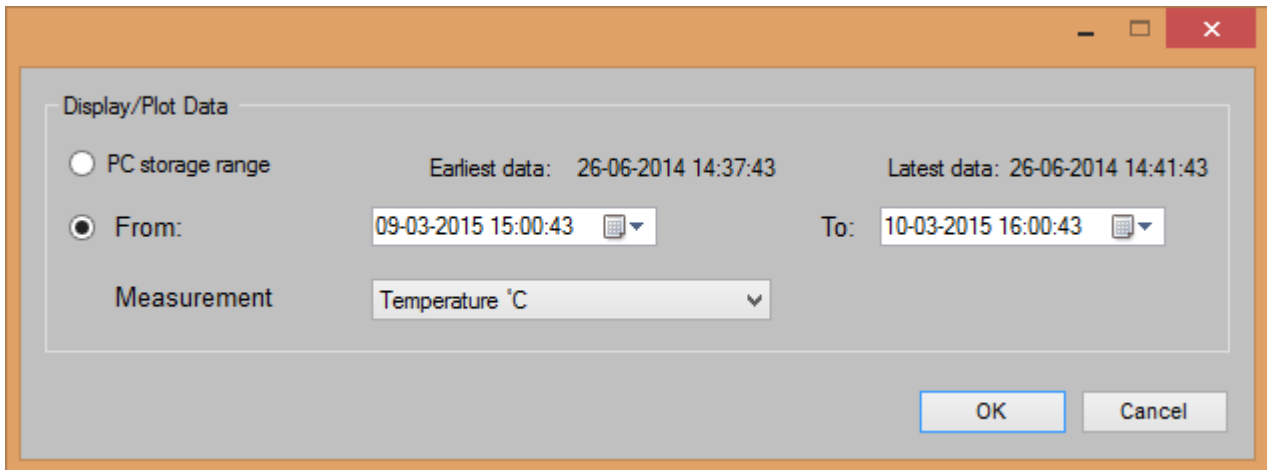 Display/Plot Data
PC storage range Earliest data: 26-06-2014 14:37:43 Latest data: 26-06-2014 14:41:43
From: 09-03-2015 15:00:43 To: 10-03-2015 16:00:43
Measurement Temperature °C
OK Cancel